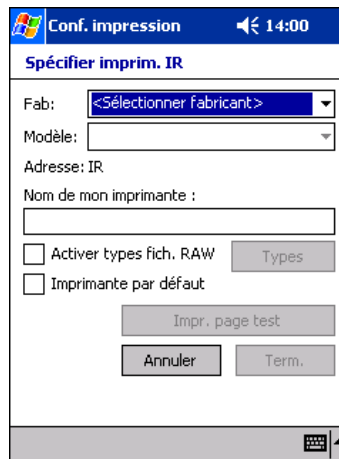 Conf. impression 14:00
Spécifier imprim. IR
Fab: <Sélectionner fabricant>
Modèle:
Adresse: IR
Nom de mon imprimante :
Activer types fich. RAW Types
Imprimante par défaut
Impr. page test
Annuler Term.